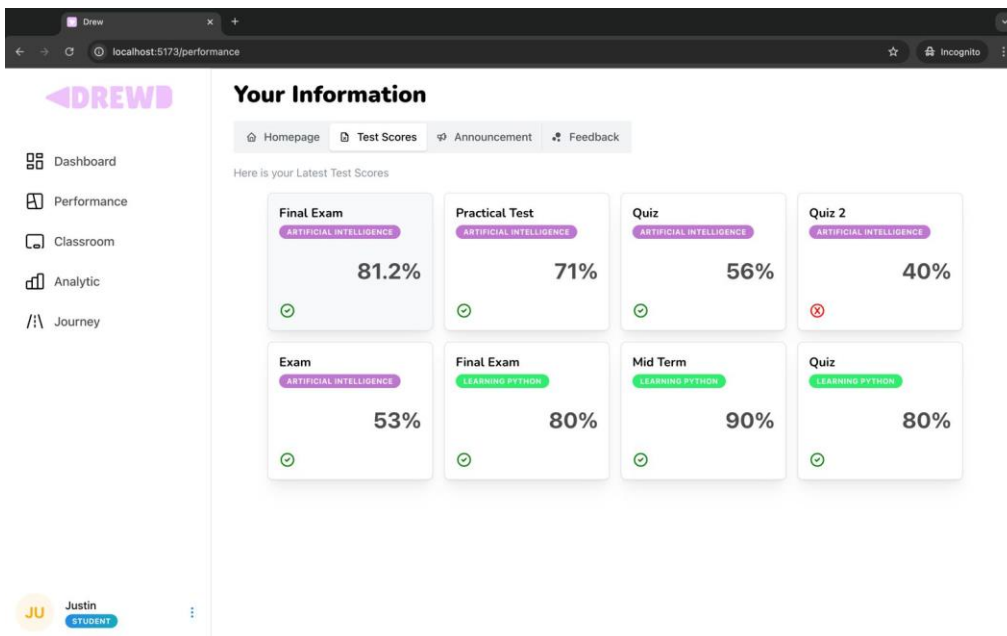 Drew
localhost:5173/performance
Incognito
DREW
Dashboard
Performance
Classroom
Analytic
Journey
Your Information
Homepage Test Scores Announcement Feedback
Here is your Latest Test Scores
Final Exam
ARTIFICIAL INTELLIGENCE
81.2%
Practical Test
ARTIFICIAL INTELLIGENCE
71%
Quiz
ARTIFICIAL INTELLIGENCE
56%
Quiz 2
ARTIFICIAL INTELLIGENCE
40%
Exam
ARTIFICIAL INTELLIGENCE
53%
Final Exam
LEARNING PYTHON
80%
Mid Term
LEARNING PYTHON
90%
Quiz
LEARNING PYTHON
80%
JU
Justin
STUDENT